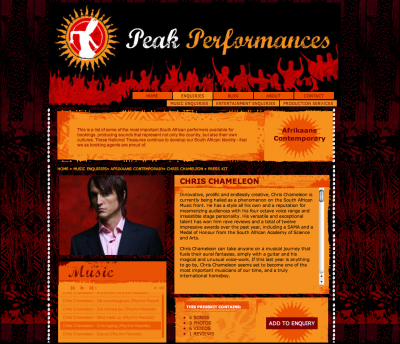 Peak Performances
HOME ENQUIRIES BLOG ABOUT CONTACT
MUSIC ENQUIRIES ENTERTAINMENT ENQUIRIES PRODUCTION SERVICES
This is a list of some of the most important South African performers available for
bookings, producing sounds that represent not only the country, but also their own
cultures. These National Treasures continue to develop our South African Identity - that
we as booking agents are proud of.
Afrikaans
Contemporary
HOME > MUSIC ENQUIRIES> AFRIKAANS CONTEMPORARY> CHRIS CHAMELEON > PRESS KIT
CHRIS CHAMELEON
Innovative, prolific and endlessly creative, Chris Chameleon is
currently being hailed as a phenomenon on the South African
Music front. He has a style all his own and a reputation for
mesmerizing audiences with his four octave voice range and
irresistible stage personality. His versatile and exceptional
talent has won him rave reviews and a total of twelve
impressive awards over the past year, including a SAMA and a
Medal of Honour from the South African Academy of Science
and Arts.
Chris Chameleon can take anyone on a musical journey that
fuels their aural fantasies, simply with a guitar and his
magical and unusual voice-work. If this last year is anything
to go by, Chris Chameleon seems set to become one of the
most important musicians of our time, and a truly
international homeboy.
Music
THIS PRODUCT CONTAINS:
6 SONGS
3 PHOTOS
6 VIDEOS
1 REVIEWS
ADD TO ENQUIRY